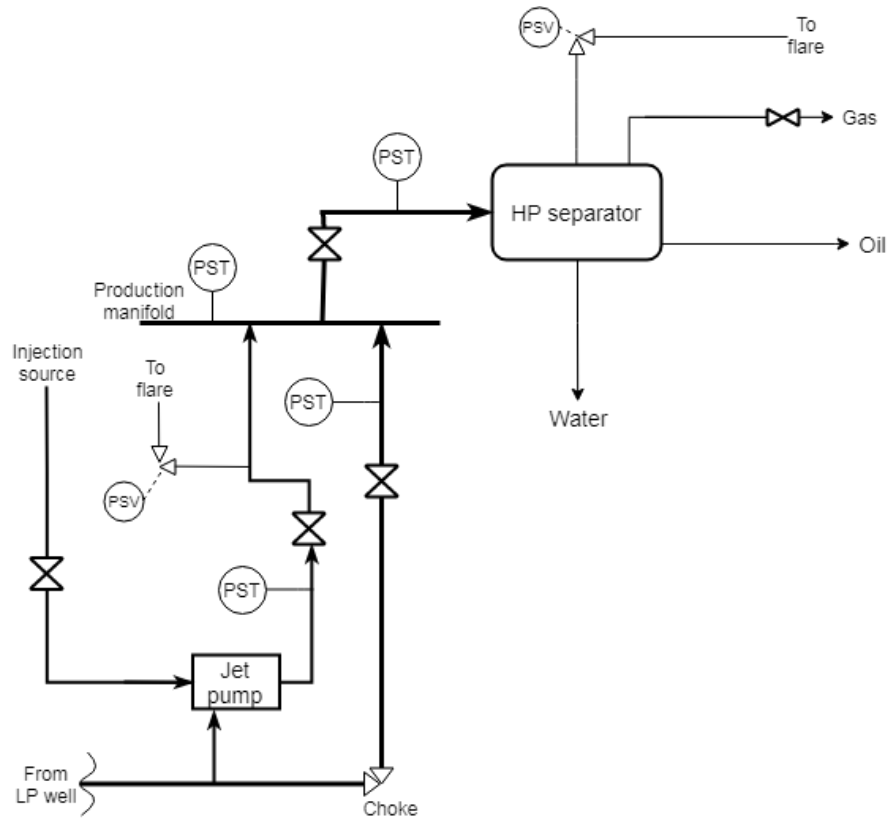 PSV
To
flare
Gas
PST
HP separator
Oil
PST
Production
manifold
Injection
source
To
flare
PST
Water
PSV
PST
Jet
pump
From
LP well
Choke